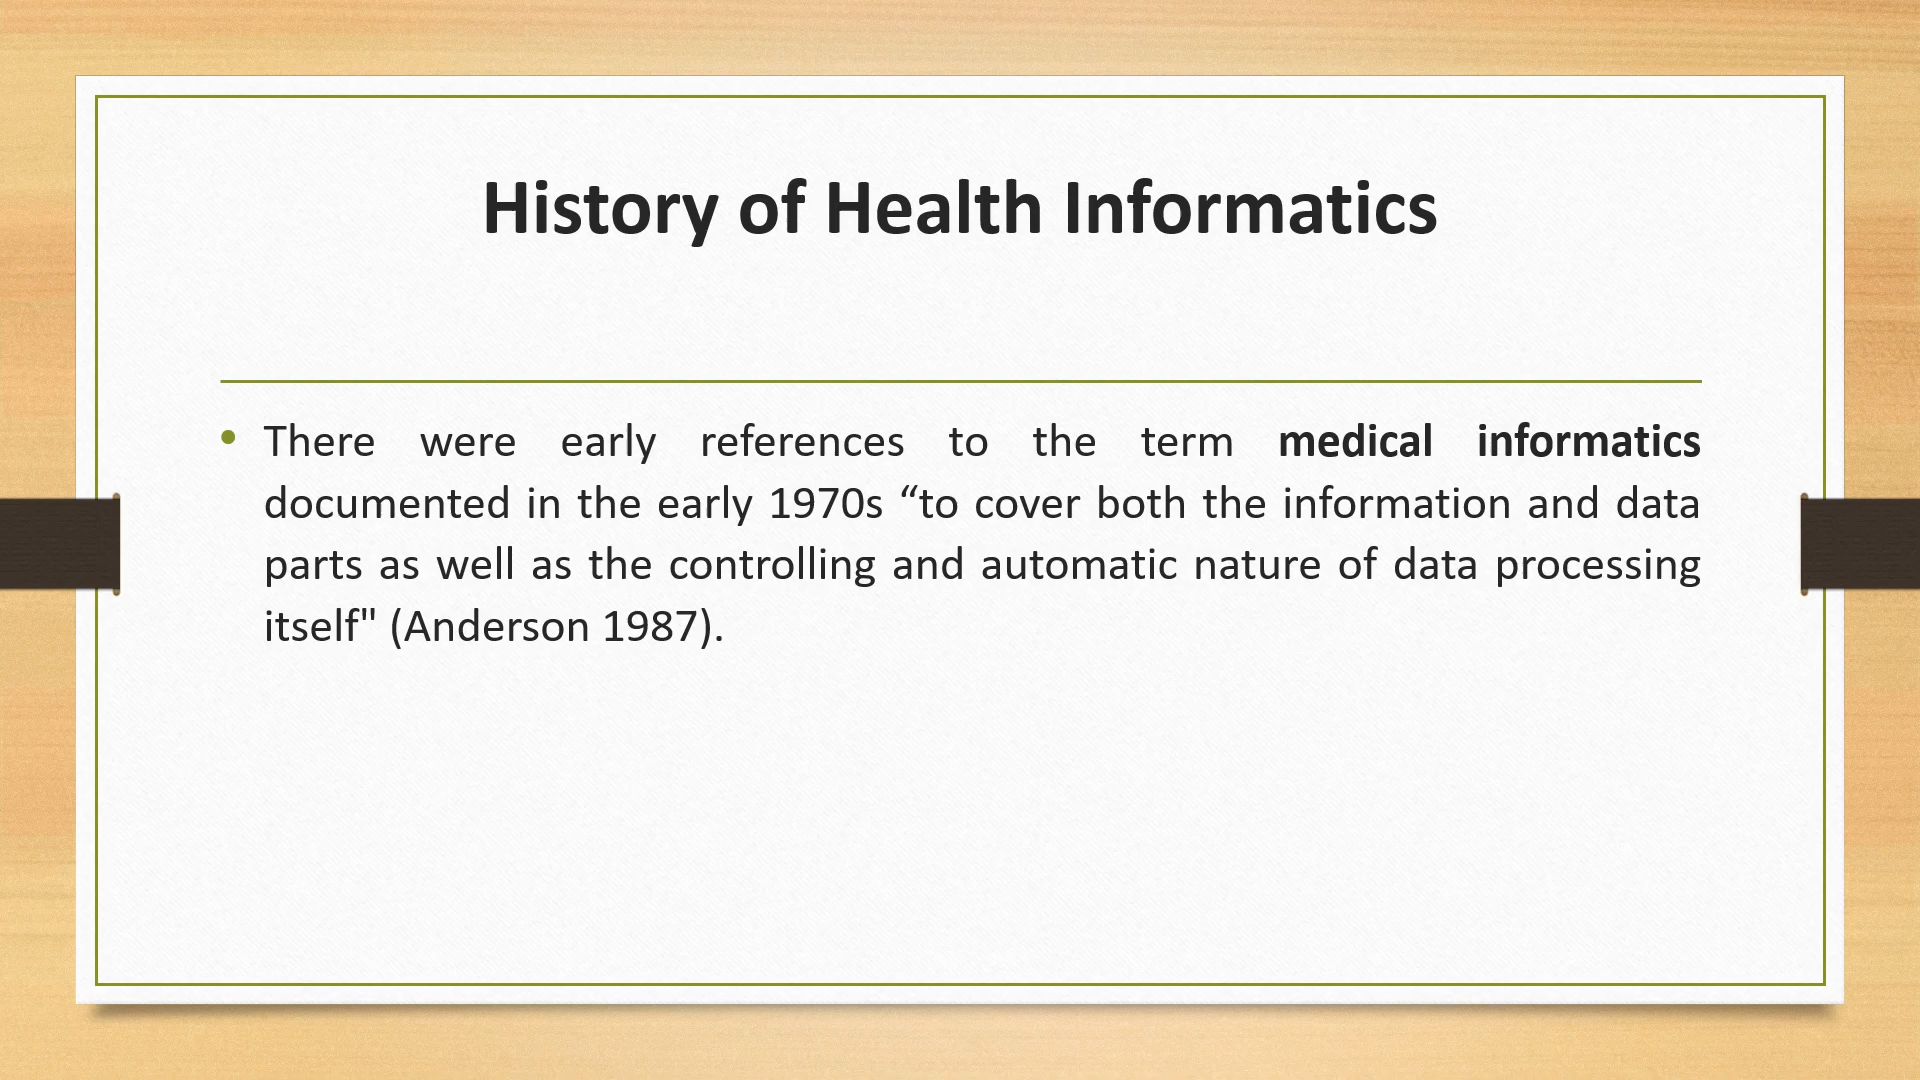 History of Health Informatics
• There were early references to the term medical informatics
documented in the early 1970s “to cover both the information and data
parts as well as the controlling and automatic nature of data processing
itself" (Anderson 1987).